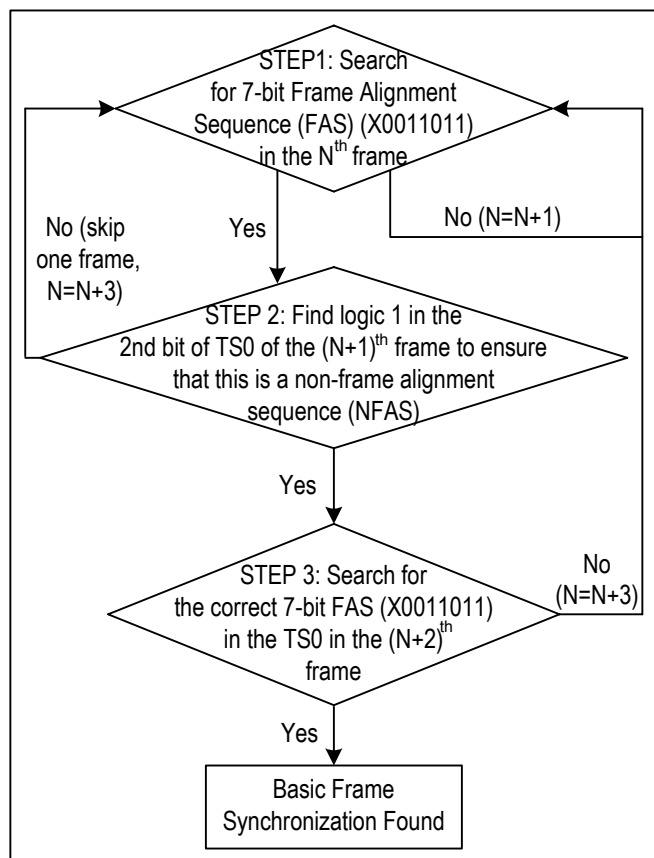 STEP1: Search
for 7-bit Frame Alignment
Sequence (FAS) (X0011011)
in the Nth frame
No (skip
one frame,
N=N+3)
Yes
No (N=N+1)
STEP 2: Find logic 1 in the
2nd bit of TS0 of the (N+1)th frame to ensure
that this is a non-frame alignment
sequence (NFAS)
Yes
STEP 3: Search for
the correct 7-bit FAS (X0011011)
in the TS0 in the (N+2)th
frame
No
(N=N+3)
Yes
Basic Frame
Synchronization Found